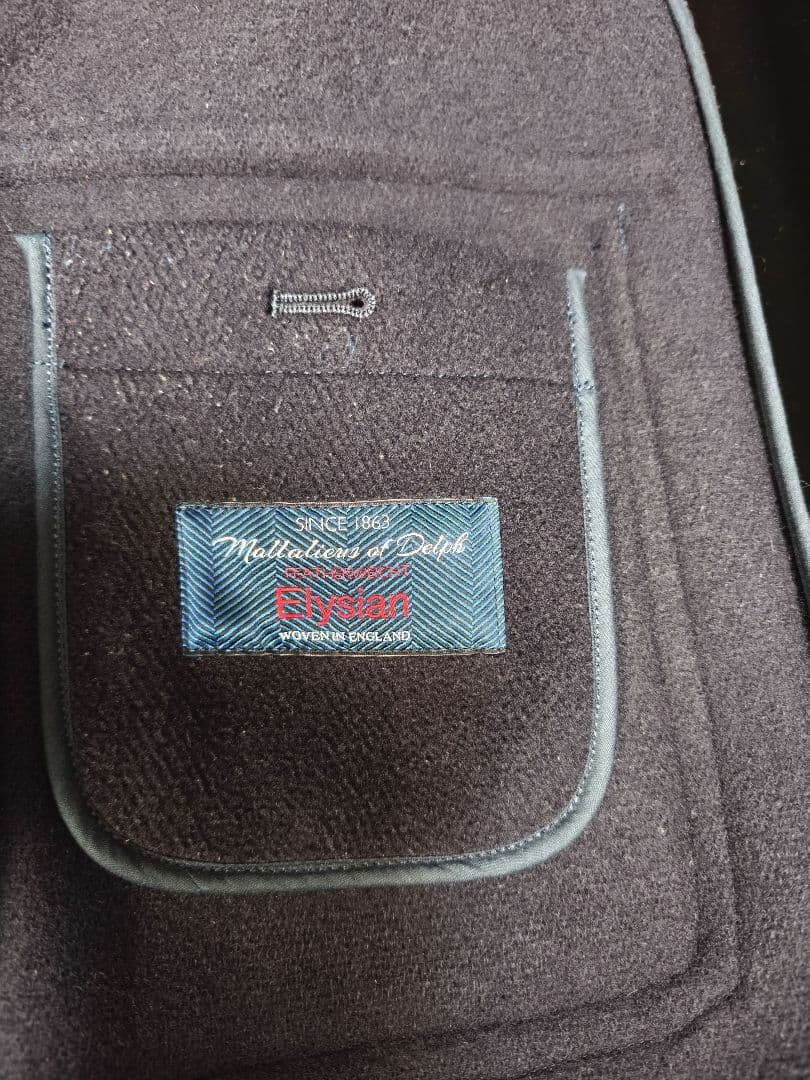 SINCE 1863
Mallalieus of Delph
FEATHERWEIGHT
Elysian
WOVEN IN ENGLAND